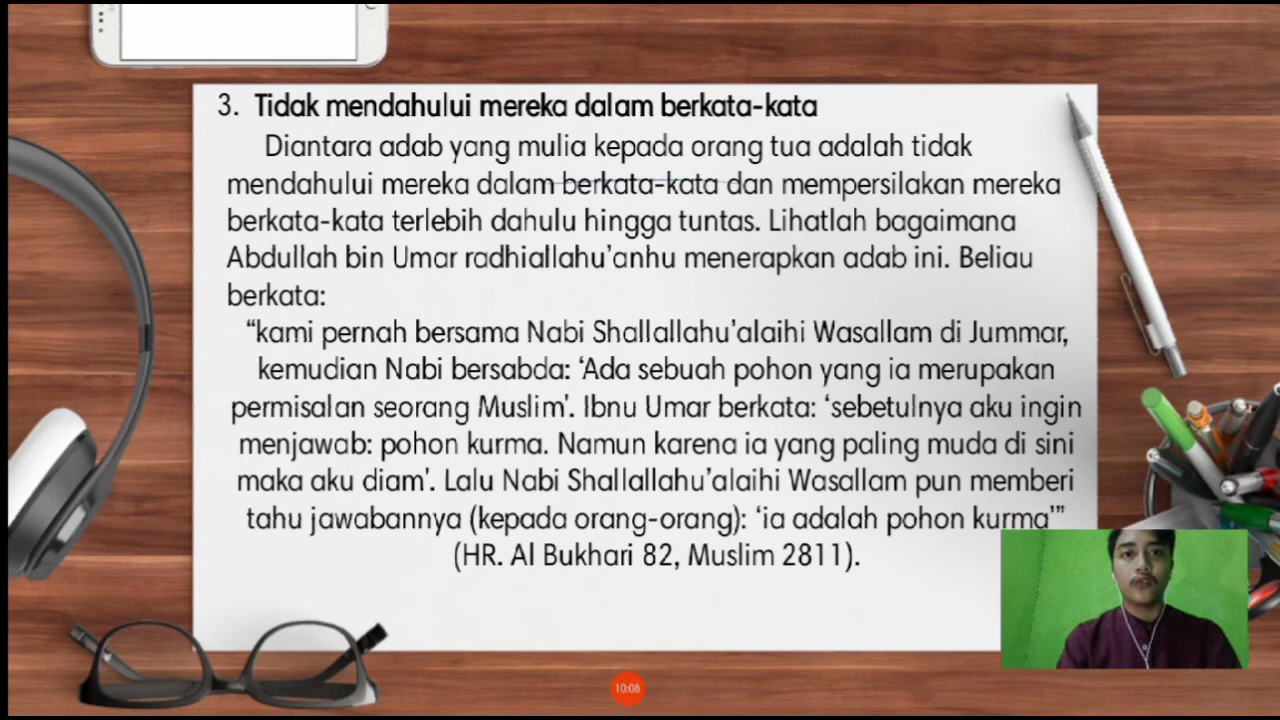 3. Tidak mendahului mereka dalam berkata-kata
Diantara adab yang mulia kepada orang tua adalah tidak
mendahului mereka dalam berkata-kata dan mempersilakan mereka
berkata-kata terlebih dahulu hingga tuntas. Lihatlah bagaimana
Abdullah bin Umar radhiallahu’anhu menerapkan adab ini. Beliau
berkata:
“kami pernah bersama Nabi Shallallahu’alaihi Wasallam di Jummar,
kemudian Nabi bersabda: ‘Ada sebuah pohon yang ia merupakan
permisalan seorang Muslim’. Ibnu Umar berkata: ‘sebetulnya aku ingin
menjawab: pohon kurma. Namun karena ia yang paling muda di sini
maka aku diam’. Lalu Nabi Shallallahu’alaihi Wasallam pun memberi
tahu jawabannya (kepada orang-orang): ‘ia adalah pohon kurma’”
(HR. Al Bukhari 82, Muslim 2811).
10:08